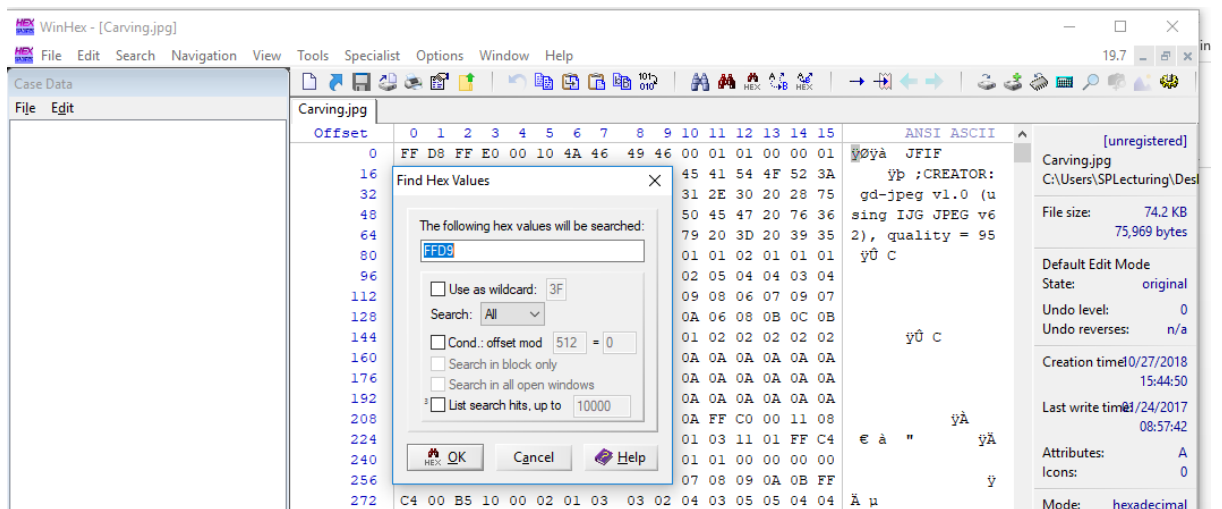 WinHex - [Carving.jpg]
File Edit Search Navigation View Tools Specialist Options Window Help 19.7
Case Data
File Edit
Carving.jpg
Offset 0 1 2 3 4 5 6 7 8 9 10 11 12 13 14 15 ANSI ASCII
0 FF D8 FF E0 00 10 4A 46 49 46 00 01 01 00 00 01 ÿØÿà JFIF
16 45 41 54 4F 52 3A ÿþ ;CREATOR:
32 31 2E 30 20 28 75 gd-jpeg v1.0 (u
48 50 45 47 20 76 36 sing IJG JPEG v6
64 79 20 3D 20 39 35 2), quality = 95
80 01 01 02 01 01 01 ÿÛ C
96 02 05 04 04 03 04
112 09 08 06 07 09 07
128 0A 06 08 0B 0C 0B
144 01 02 02 02 02 02 ÿÛ C
160 0A 0A 0A 0A 0A 0A
176 0A 0A 0A 0A 0A 0A
192 0A 0A 0A 0A 0A 0A
208 0A FF C0 00 11 08 ÿÀ
224 01 03 11 01 FF C4 € à " ÿÄ
240 01 01 00 00 00 00
256 07 08 09 0A 0B FF ÿ
272 C4 00 B5 10 00 02 01 03 03 02 04 03 05 05 04 04 Ä µ
Find Hex Values
The following hex values will be searched:
FFD9
Use as wildcard: 3F
Search: All
Cond.: offset mod 512 = 0
Search in block only
Search in all open windows
3 List search hits, up to 10000
HEX OK Cancel Help
[unregistered]
Carving.jpg
C:\Users\SPLecturing\Desl
File size: 74.2 KB
75,969 bytes
Default Edit Mode
State: original
Undo level: 0
Undo reverses: n/a
Creation time10/27/2018
15:44:50
Last write time01/24/2017
08:57:42
Attributes: A
Icons: 0
Mode: hexadecimal